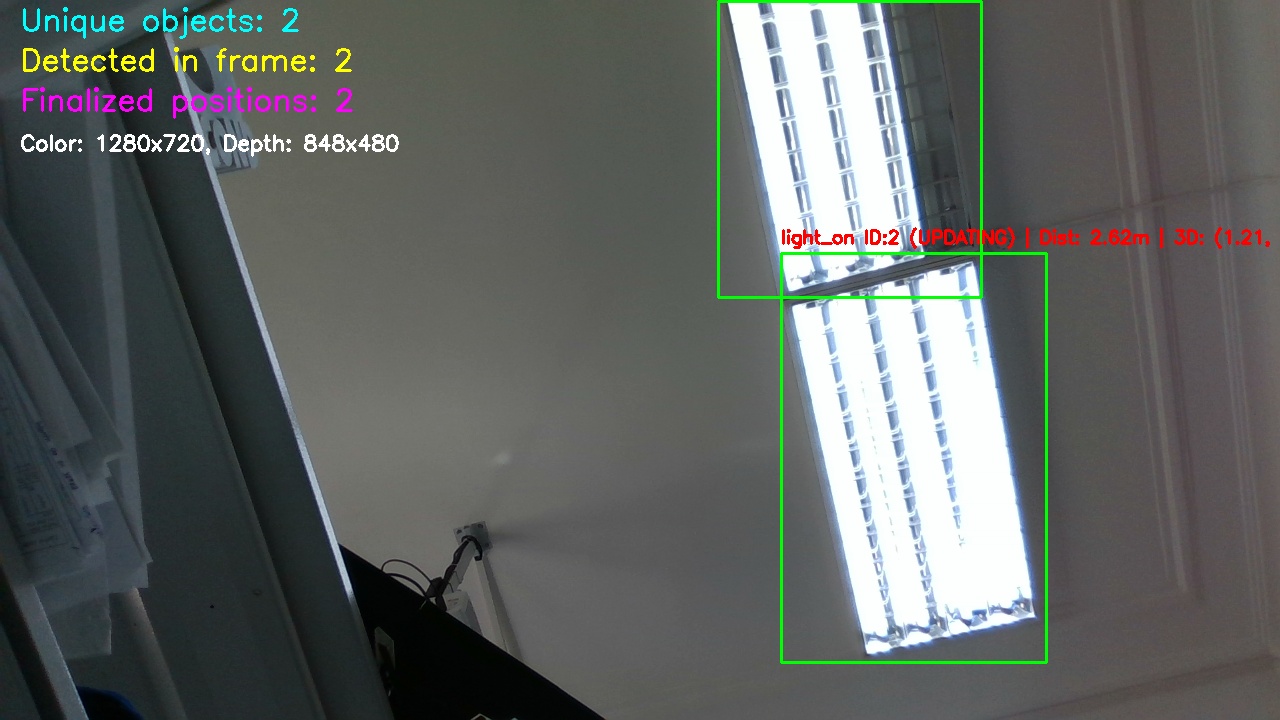 Unique objects: 2
Detected in frame: 2
Finalized positions: 2
Color: 1280x720, Depth: 848x480
light_on ID:2 (UPDATING) | Dist: 2.62m | 3D: (1.21,